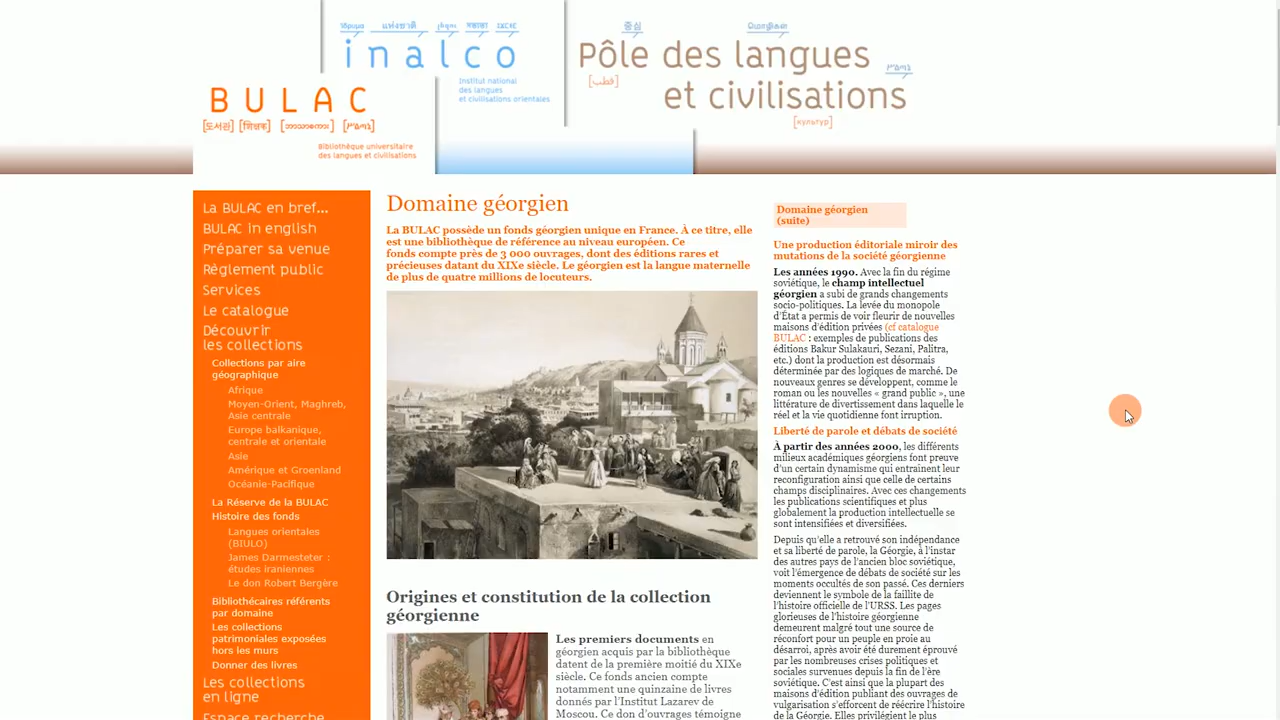 inalco
Institut national
des langues
et civilisations orientales
중심
Pôle des langues
et civilisations
[культур]
BULAC
[도서관]
Bibliothèque universitaire
des langues et civilisations
La BULAC en bref...
BULAC in english
Préparer sa venue
Règlement public
Services
Le catalogue
Découvrir
les collections
Collections par aire
géographique
Afrique
Moyen-Orient, Maghreb,
Asie centrale
Europe balkanique,
centrale et orientale
Asie
Amérique et Groenland
Océanie-Pacifique
La Réserve de la BULAC
Histoire des fonds
Langues orientales
(BIULO)
James Darmesteter :
études iraniennes
Le don Robert Bergère
Bibliothécaires référents
par domaine
Les collections
patrimoniales exposées
hors les murs
Donner des livres
Les collections
en ligne
Espace recherche
Domaine géorgien
La BULAC possède un fonds géorgien unique en France. À ce titre, elle
est une bibliothèque de référence au niveau européen. Ce
fonds compte près de 3 000 ouvrages, dont des éditions rares et
précieuses datant du XIXe siècle. Le géorgien est la langue maternelle
de plus de quatre millions de locuteurs.
Origines et constitution de la collection
géorgienne
Les premiers documents en
géorgien acquis par la bibliothèque
datent de la première moitié du XIXe
siècle. Ce fonds ancien compte
notamment une quinzaine de livres
donnés par l'Institut Lazarev de
Moscou. Ce don d'ouvrages témoigne
Domaine géorgien
(suite)
Une production éditoriale miroir des
mutations de la société géorgienne
Les années 1990. Avec la fin du régime
soviétique, le champ intellectuel
géorgien a subi de grands changements
socio-politiques. La levée du monopole
d'État a permis de voir fleurir de nouvelles
maisons d'édition privées (cf catalogue
BULAC : exemples de publications des
éditions Bakur Sulakauri, Sezani, Palitra,
etc.) dont la production est désormais
déterminée par des logiques de marché. De
nouveaux genres se développent, comme le
roman ou les nouvelles « grand public », une
littérature de divertissement dans laquelle le
réel et la vie quotidienne font irruption.
Liberté de parole et débats de société
À partir des années 2000, les différents
milieux académiques géorgiens font preuve
d'un certain dynamisme qui entrainent leur
reconfiguration ainsi que celle de certains
champs disciplinaires. Avec ces changements
les publications scientifiques et plus
globalement la production intellectuelle se
sont intensifiées et diversifiées.
Depuis qu'elle a retrouvé son indépendance
et sa liberté de parole, la Géorgie, à l'instar
des autres pays de l'ancien bloc soviétique,
voit l'émergence de débats de société sur les
moments occultés de son passé. Ces derniers
deviennent le symbole de la faillite de
l'histoire officielle de l'URSS. Les pages
glorieuses de l'histoire géorgienne
demeurent malgré tout une source de
réconfort pour un peuple en proie au
désarroi, après avoir été durement éprouvé
par les nombreuses crises politiques et
sociales survenues depuis la fin de l'ère
soviétique. C'est ainsi que la plupart des
maisons d'édition publiant des ouvrages de
vulgarisation s'efforcent de réécrire l'histoire
de la Géorgie. Elles privilégient le plus